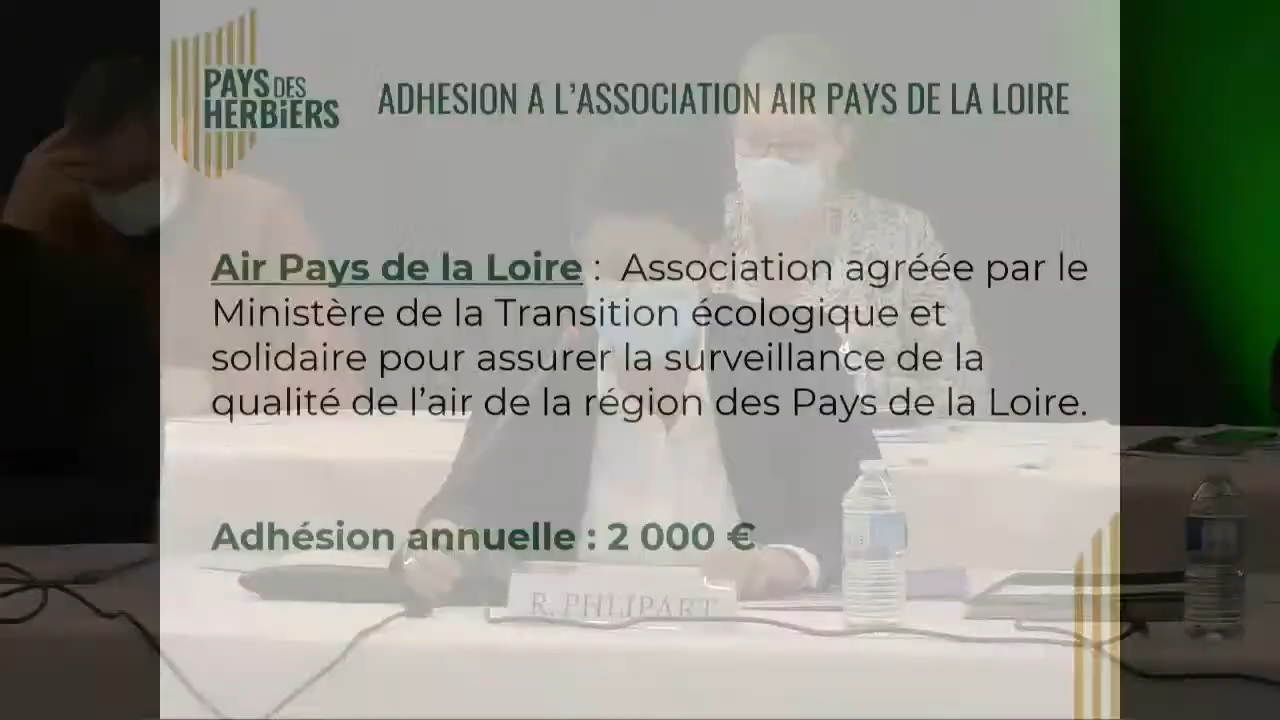 PAYS DES
HERBiERS
ADHESION A L'ASSOCIATION AIR PAYS DE LA LOIRE
Air Pays de la Loire : Association agréée par le
Ministère de la Transition écologique et
solidaire pour assurer la surveillance de la
qualité de l'air de la région des Pays de la Loire.
Adhésion annuelle : 2 000 €
R. PHLIPART